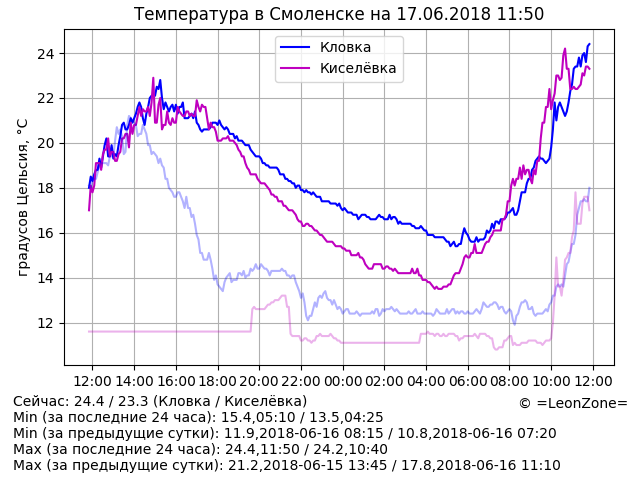 Температура в Смоленске на 17.06.2018 11:50
Кловка
Киселёвка
градусов Цельсия, °C
24
22
20
18
16
14
12
12:00 14:00 16:00 18:00 20:00 22:00 00:00 02:00 04:00 06:00 08:00 10:00 12:00
Сейчас: 24.4 / 23.3 (Кловка / Киселёвка)
© =LeonZone=
Min (за последние 24 часа): 15.4,05:10 / 13.5,04:25
Min (за предыдущие сутки): 11.9,2018-06-16 08:15 / 10.8,2018-06-16 07:20
Max (за последние 24 часа): 24.4,11:50 / 24.2,10:40
Max (за предыдущие сутки): 21.2,2018-06-15 13:45 / 17.8,2018-06-16 11:10